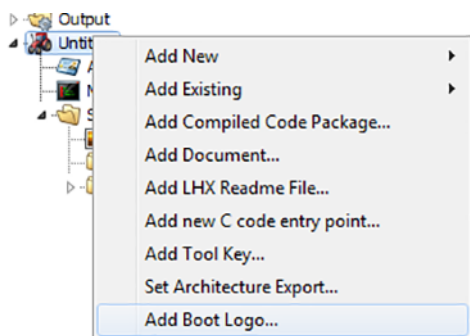 Output
Add New
Add Existing
Add Compiled Code Package...
Add Document...
Add LHX Readme File...
Add new C code entry point...
Add Tool Key...
Set Architecture Export...
Add Boot Logo...